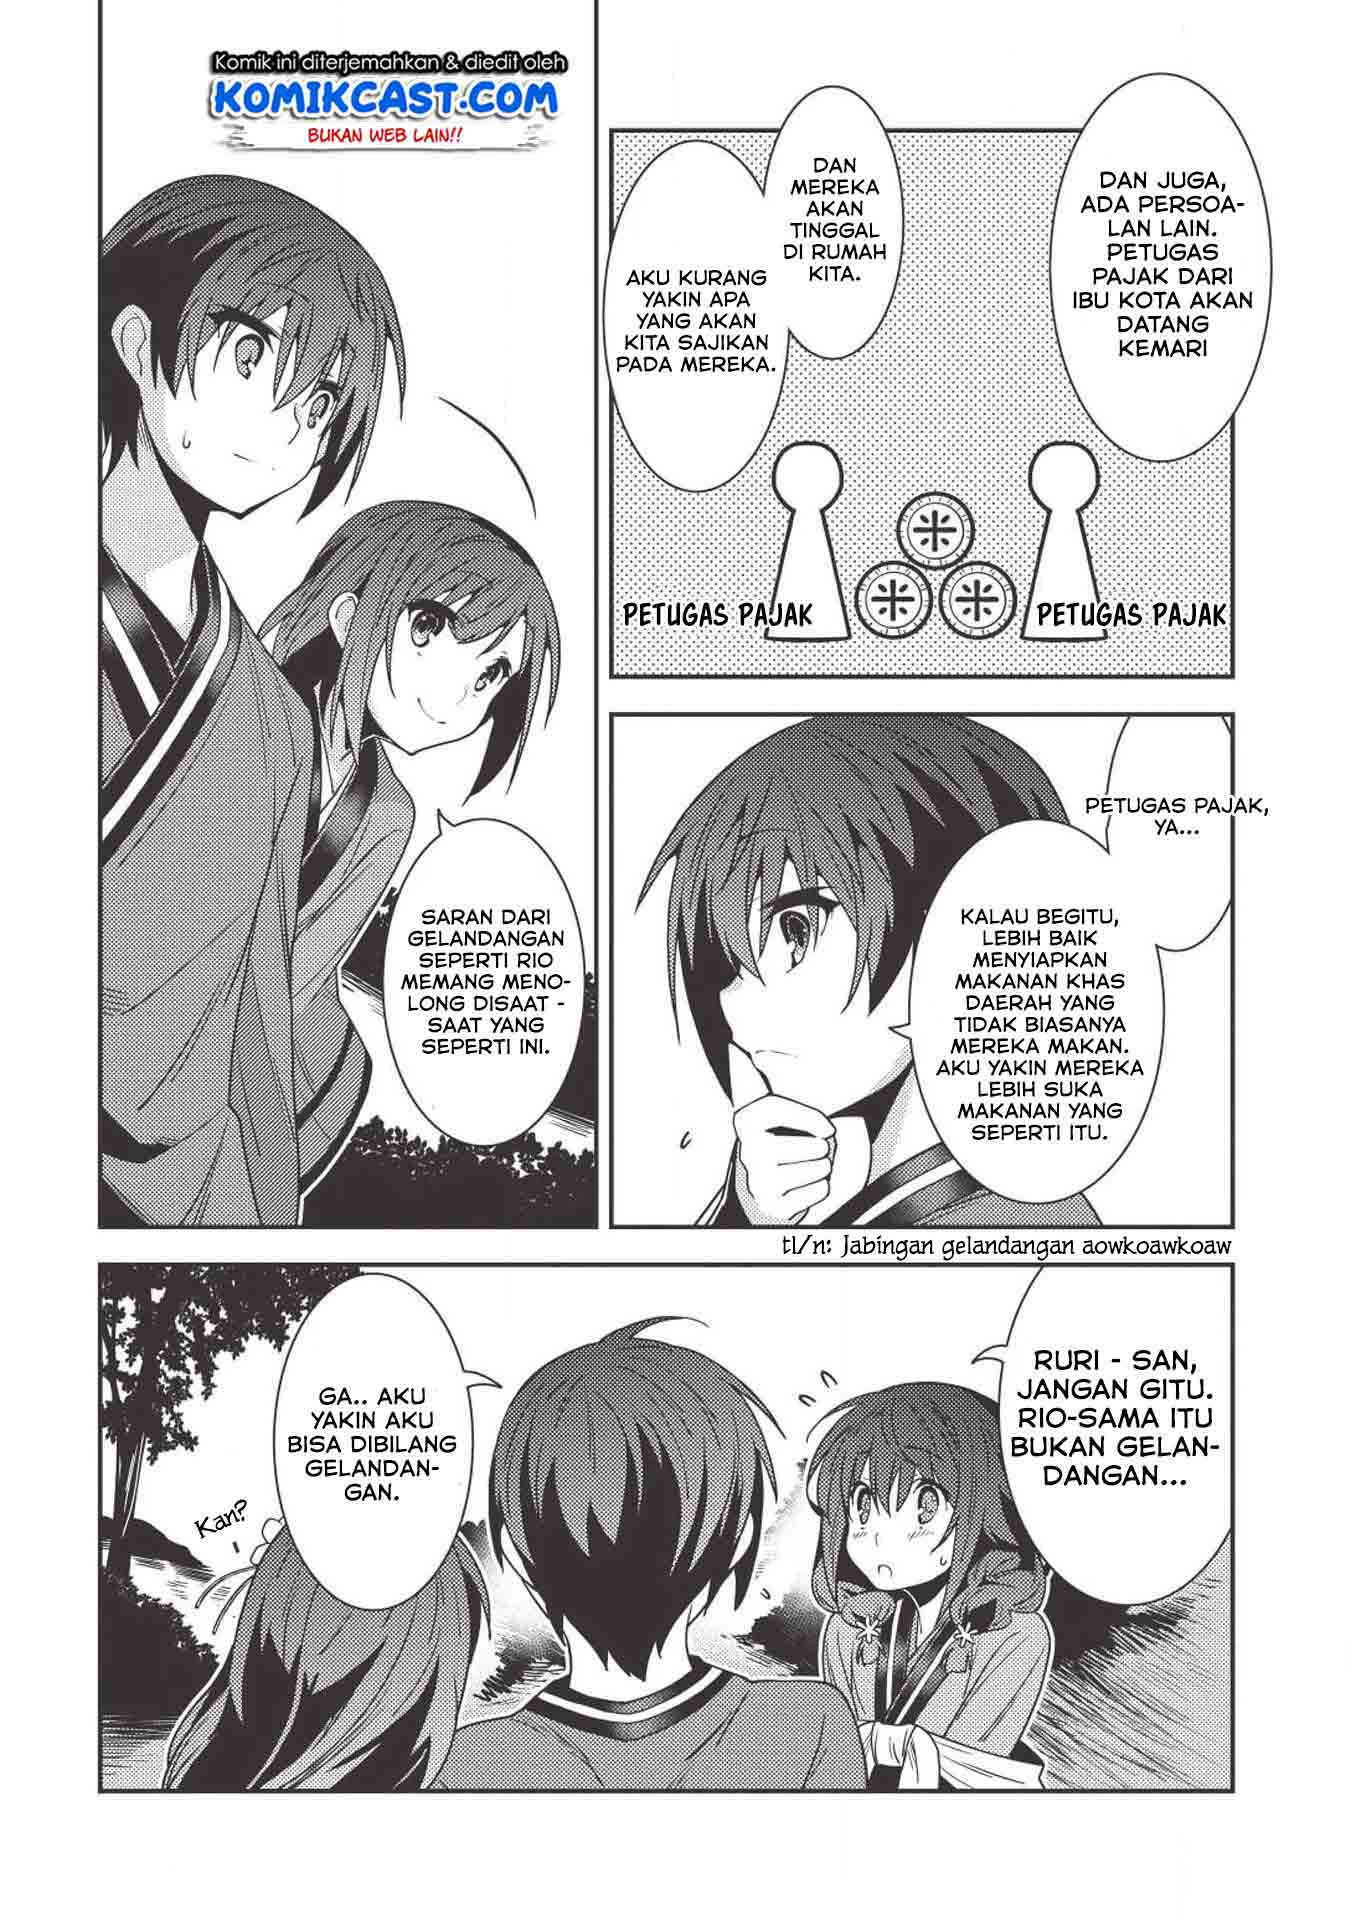 Komik ini diterjemahkan & diedit oleh
KOMIKCAST.COM
BUKAN WEB LAIN!!
DAN JUGA,
ADA PERSOA-
LAN LAIN.
PETUGAS
PAJAK DARI
IBU KOTA AKAN
DATANG
KEMARI
DAN
MEREKA
AKAN
TINGGAL
DI RUMAH
KITA.
AKU KURANG
YAKIN APA
YANG AKAN
KITA SAJIKAN
PADA MEREKA.
PETUGAS PAJAK
米
PETUGAS PAJAK
PETUGAS PAJAK,
YA...
KALAU BEGITU,
LEBIH BAIK
MENYIAPKAN
MAKANAN KHAS
DAERAH YANG
TIDAK BIASANYA
MEREKA MAKAN.
AKU YAKIN MEREKA
LEBIH SUKA
MAKANAN YANG
SEPERTI ITU.
SARAN DARI
GELANDANGAN
SEPERTI RIO
MEMANG MENO-
LONG DISAAT -
SAAT YANG
SEPERTI INI.
tl/n: Jabingan gelandangan aowkoawkoaw
RURI - SAN,
JANGAN GITU.
RIO-SAMA ITU
BUKAN GELAN-
DANGAN...
GA.. AKU
YAKIN AKU
BISA DIBILANG
GELANDAN-
GAN.
Kan?